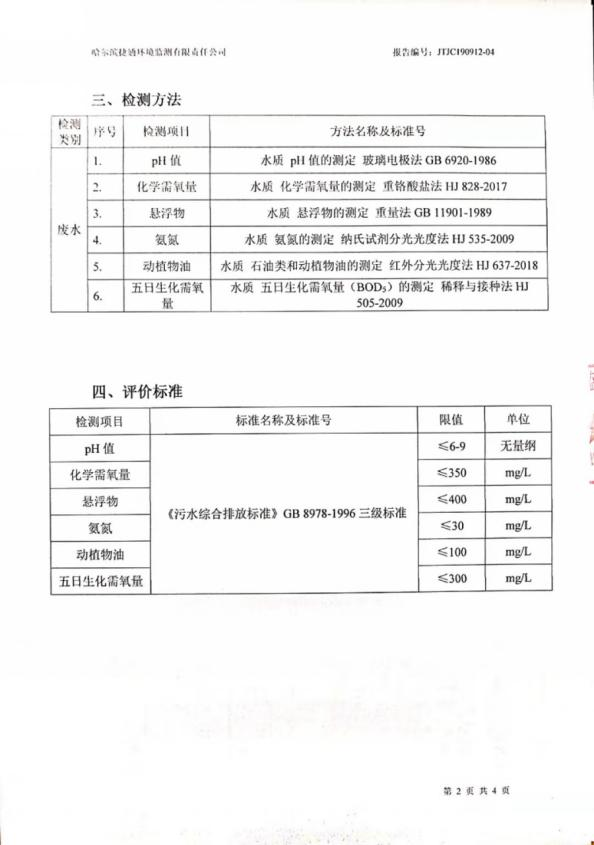 哈尔滨捷通环境监测有限责任公司 报告编号：JTJC190912-04
三、检测方法
检测类别 序号 检测项目 方法名称及标准号
废水
1. pH 值 水质 pH 值的测定 玻璃电极法 GB 6920-1986
2. 化学需氧量 水质 化学需氧量的测定 重铬酸盐法 HJ 828-2017
3. 悬浮物 水质 悬浮物的测定 重量法 GB 11901-1989
4. 氨氮 水质 氨氮的测定 纳氏试剂分光光度法 HJ 535-2009
5. 动植物油 水质 石油类和动植物油的测定 红外分光光度法 HJ 637-2018
6. 五日生化需氧量 水质 五日生化需氧量（BOD₅）的测定 稀释与接种法 HJ 505-2009
四、评价标准
检测项目 标准名称及标准号 限值 单位
pH 值 ≤6-9 无量纲
化学需氧量 ≤350 mg/L
悬浮物 ≤400 mg/L
《污水综合排放标准》GB 8978-1996 三级标准
氨氮 ≤30 mg/L
动植物油 ≤100 mg/L
五日生化需氧量 ≤300 mg/L
第 2 页 共 4 页